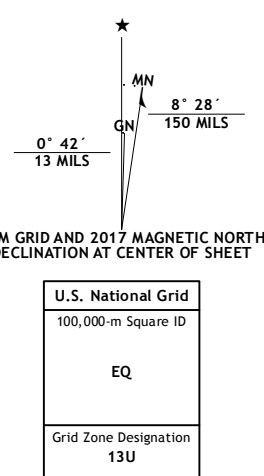 ★
MN
GN
8° 28´
150 MILS
0° 42´
13 MILS
M GRID AND 2017 MAGNETIC NORTH
DECLINATION AT CENTER OF SHEET
U.S. National Grid
100,000-m Square ID
EQ
Grid Zone Designation
13U